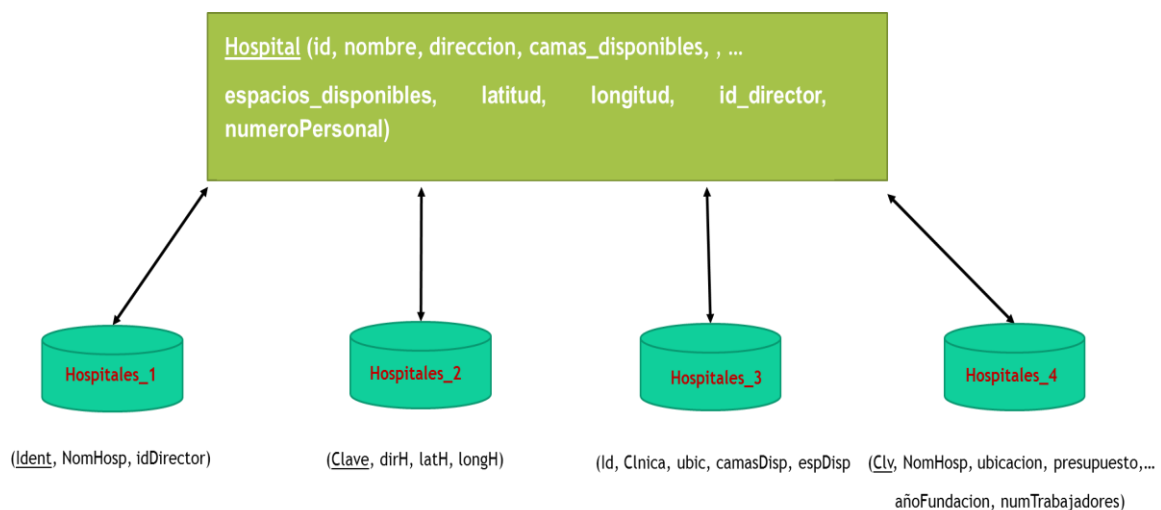 Hospital (id, nombre, direccion, camas_disponibles, , ...
espacios_disponibles, latitud, longitud, id_director,
numeroPersonal)
Hospitales_1
Hospitales_2
Hospitales_3
Hospitales_4
(Ident, NomHosp, idDirector)
(Clave, dirH, latH, longH)
(Id, Clnica, ubic, camasDisp, espDisp
(Clv, NomHosp, ubicacion, presupuesto,...
añoFundacion, numTrabajadores)